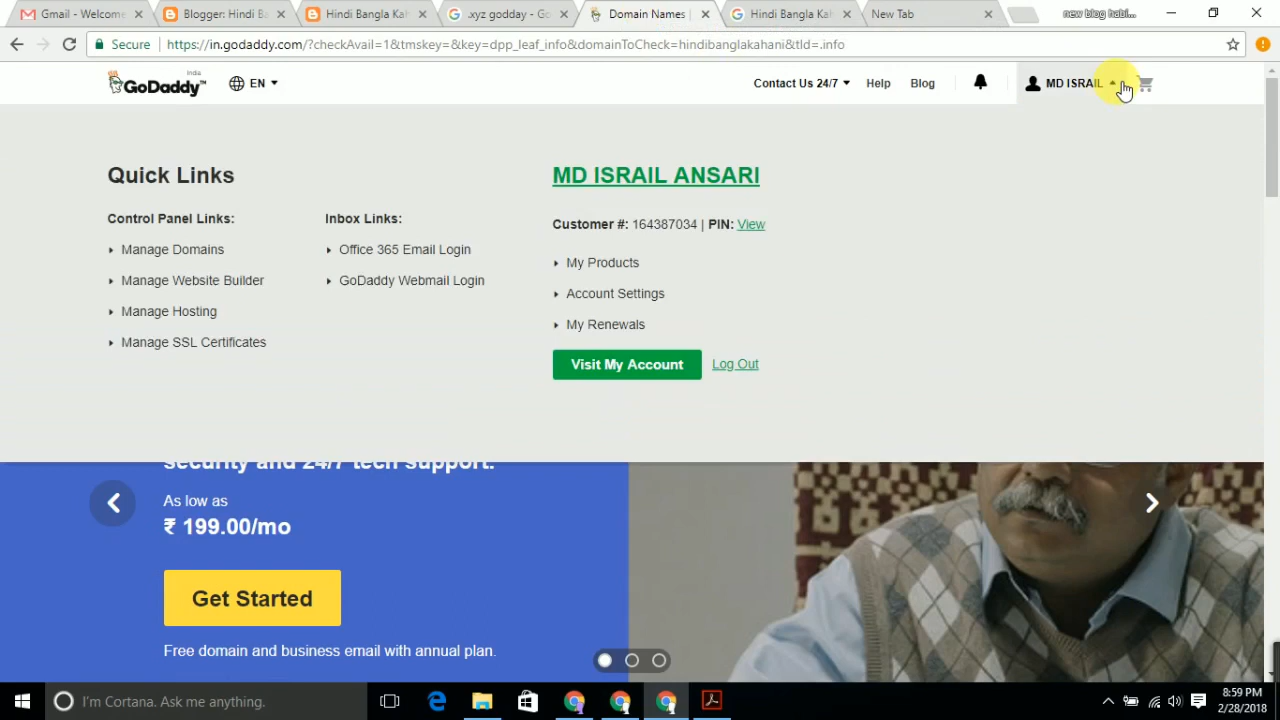 Gmail - Welcome
Blogger: Hindi B
Hindi Bangla Kah
.xyz godday - Go
Domain Names |
Hindi Bangla Kah
New Tab
new blog habi...
Secure
https://in.godaddy.com/?checkAvail=1&tmskey=&key=dpp_leaf_info&domainToCheck=hindibanglakahani&tld=.info
India
GoDaddy™
EN
Contact Us 24/7
Help
Blog
MD ISRAIL
Quick Links
Control Panel Links:
Manage Domains
Manage Website Builder
Manage Hosting
Manage SSL Certificates
Inbox Links:
Office 365 Email Login
GoDaddy Webmail Login
MD ISRAIL ANSARI
Customer #: 164387034 | PIN: View
My Products
Account Settings
My Renewals
Visit My Account
Log Out
security and 24/7 tech support.
As low as
₹ 199.00/mo
Get Started
Free domain and business email with annual plan.
I'm Cortana. Ask me anything.
8:59 PM
2/28/2018